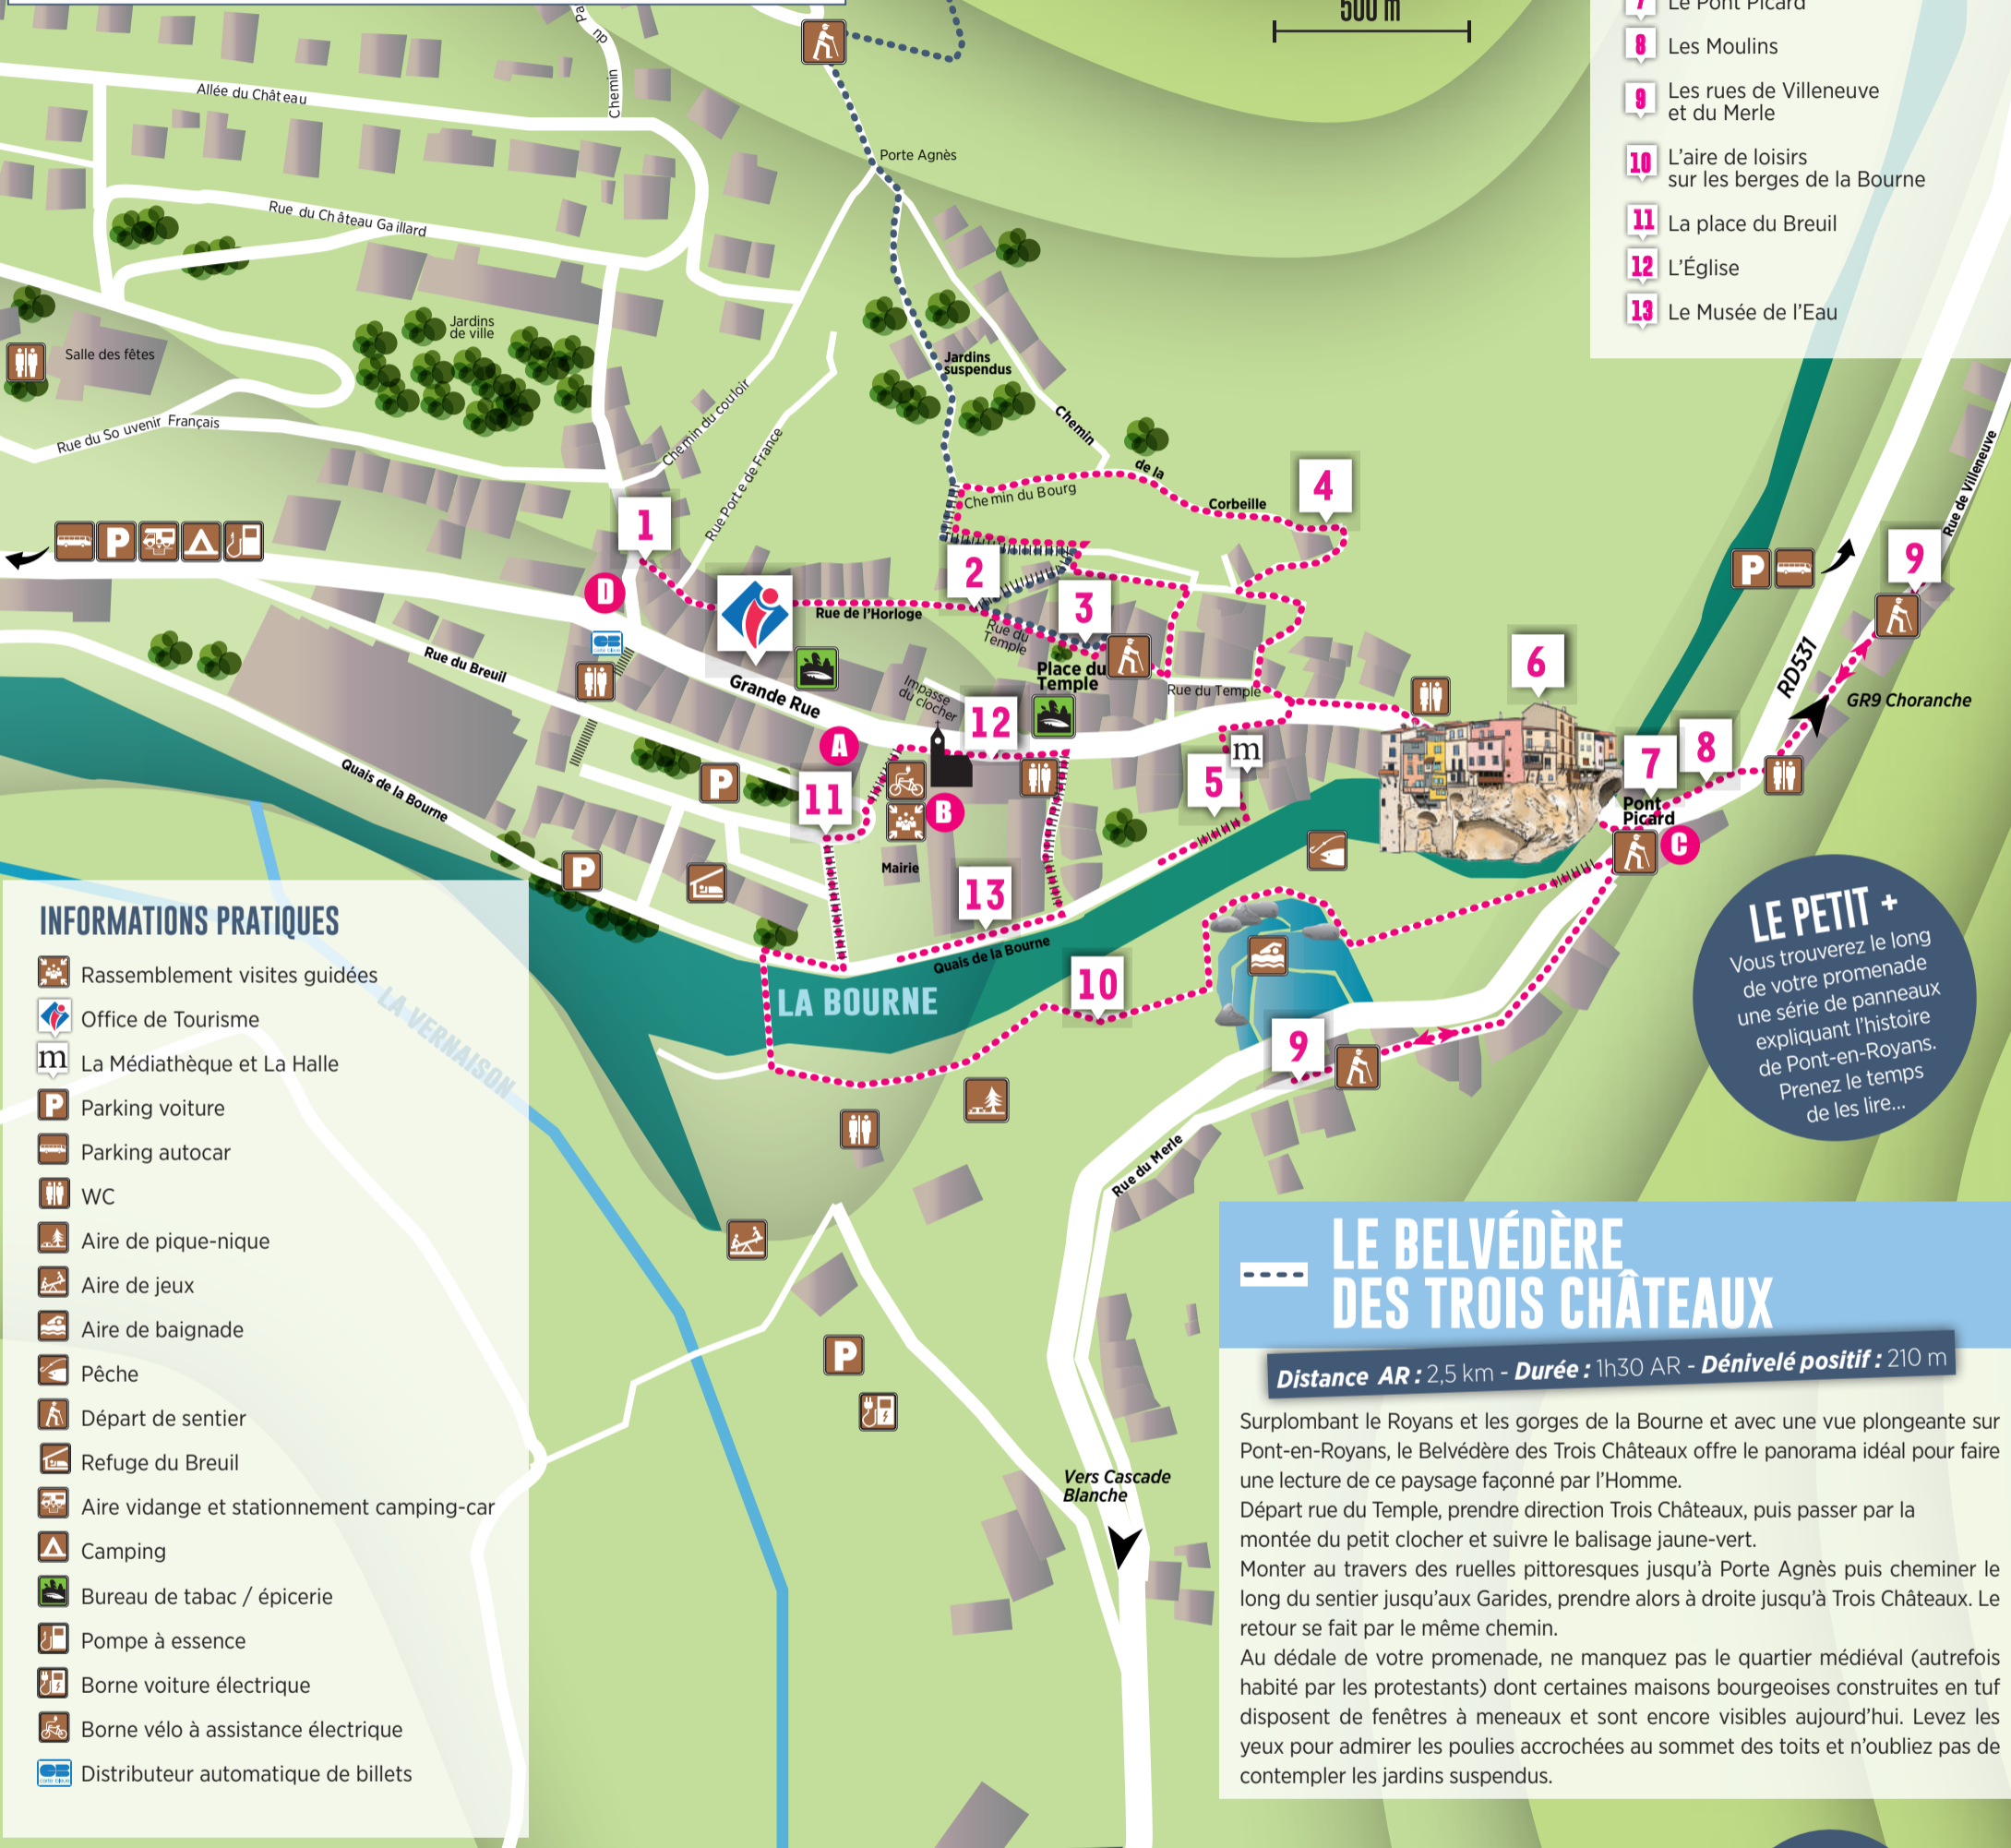 500 m
7 Le Pont Picard
8 Les Moulins
9 Les rues de Villeneuve
et du Merle
10 L'aire de loisirs
sur les berges de la Bourne
11 La place du Breuil
12 L'Église
13 Le Musée de l'Eau
Chemin
du
Pa
Allée du Château
Porte Agnès
Rue du Château Gaillard
Jardins
de ville
Salle des fêtes
Jardins
suspendus
Rue du Souvenir Français
Chemin du couloir
Rue Porte de France
Chemin
de la
Corbeille
Chemin du Bourg
4
1
2
3
D
P
P
9
Rue de Villeneuve
Rue de l'Horloge
Rue du
Temple
Place du
Temple
Rue du Temple
Rue du Breuil
Grande Rue
Impasse
du clocher
12
6
RD531
GR9 Choranche
A
m
5
7
8
Pont
Picard
C
Quais de la Bourne
P
11
B
Mairie
P
13
Quais de la Bourne
10
LA BOURNE
9
LE PETIT +
Vous trouverez le long
de votre promenade
une série de panneaux
expliquant l'histoire
de Pont-en-Royans.
Prenez le temps
de les lire...
LA VERNAISON
Rue du Merle
P
Vers Cascade
Blanche
INFORMATIONS PRATIQUES
Rassemblement visites guidées
Office de Tourisme
m La Médiathèque et La Halle
P Parking voiture
Parking autocar
WC
Aire de pique-nique
Aire de jeux
Aire de baignade
Pêche
Départ de sentier
Refuge du Breuil
Aire vidange et stationnement camping-car
Camping
Bureau de tabac / épicerie
Pompe à essence
Borne voiture électrique
Borne vélo à assistance électrique
Distributeur automatique de billets
LE BELVÉDÈRE
DES TROIS CHÂTEAUX
Distance AR : 2,5 km - Durée : 1h30 AR - Dénivelé positif : 210 m
Surplombant le Royans et les gorges de la Bourne et avec une vue plongeante sur
Pont-en-Royans, le Belvédère des Trois Châteaux offre le panorama idéal pour faire
une lecture de ce paysage façonné par l'Homme.
Départ rue du Temple, prendre direction Trois Châteaux, puis passer par la
montée du petit clocher et suivre le balisage jaune-vert.
Monter au travers des ruelles pittoresques jusqu'à Porte Agnès puis cheminer le
long du sentier jusqu'aux Garides, prendre alors à droite jusqu'à Trois Châteaux. Le
retour se fait par le même chemin.
Au dédale de votre promenade, ne manquez pas le quartier médiéval (autrefois
habité par les protestants) dont certaines maisons bourgeoises construites en tuf
disposent de fenêtres à meneaux et sont encore visibles aujourd'hui. Levez les
yeux pour admirer les poulies accrochées au sommet des toits et n'oubliez pas de
contempler les jardins suspendus.